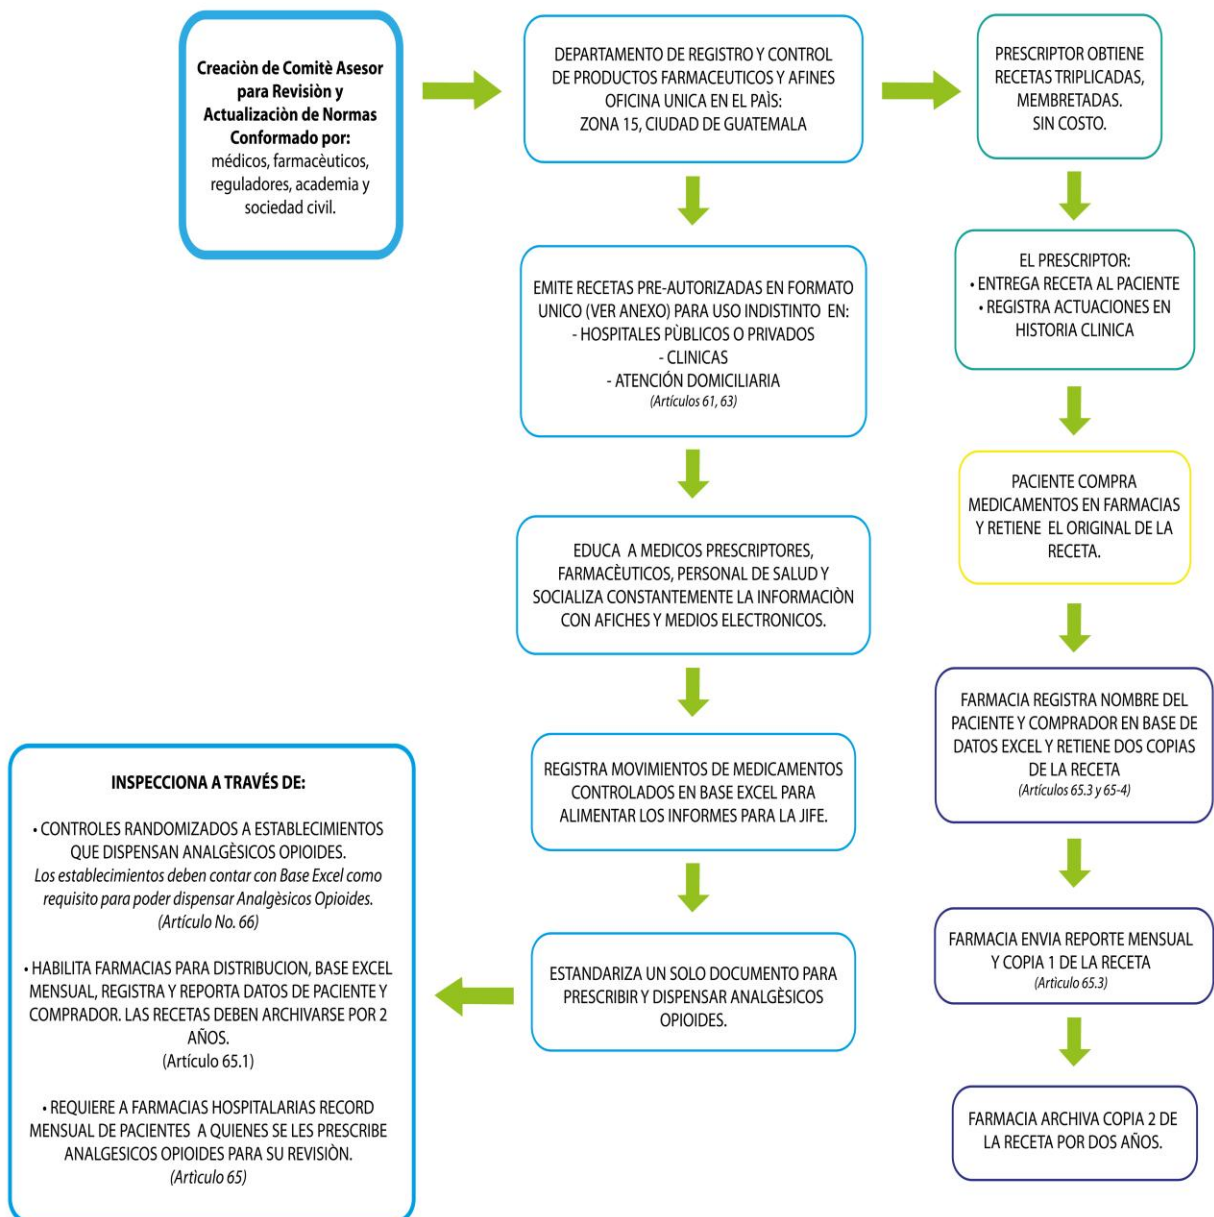 Creaciòn de Comitè Asesor
para Revisiòn y
Actualizaciòn de Normas
Conformado por:
médicos, farmacèuticos,
reguladores, academia y
sociedad civil.
DEPARTAMENTO DE REGISTRO Y CONTROL
DE PRODUCTOS FARMACEUTICOS Y AFINES
OFICINA UNICA EN EL PAÌS:
ZONA 15, CIUDAD DE GUATEMALA
PRESCRIPTOR OBTIENE
RECETAS TRIPLICADAS,
MEMBRETADAS.
SIN COSTO.
EMITE RECETAS PRE-AUTORIZADAS EN FORMATO
UNICO (VER ANEXO) PARA USO INDISTINTO EN:
- HOSPITALES PÙBLICOS O PRIVADOS
- CLINICAS
- ATENCIÓN DOMICILIARIA
(Artículos 61, 63)
EL PRESCRIPTOR:
• ENTREGA RECETA AL PACIENTE
• REGISTRA ACTUACIONES EN
HISTORIA CLINICA
PACIENTE COMPRA
MEDICAMENTOS EN FARMACIAS
Y RETIENE EL ORIGINAL DE LA
RECETA.
EDUCA A MEDICOS PRESCRIPTORES,
FARMACÈUTICOS, PERSONAL DE SALUD Y
SOCIALIZA CONSTANTEMENTE LA INFORMACIÒN
CON AFICHES Y MEDIOS ELECTRONICOS.
FARMACIA REGISTRA NOMBRE DEL
PACIENTE Y COMPRADOR EN BASE DE
DATOS EXCEL Y RETIENE DOS COPIAS
DE LA RECETA
(Artículos 65.3 y 65-4)
REGISTRA MOVIMIENTOS DE MEDICAMENTOS
CONTROLADOS EN BASE EXCEL PARA
ALIMENTAR LOS INFORMES PARA LA JIFE.
INSPECCIONA A TRAVÉS DE:
• CONTROLES RANDOMIZADOS A ESTABLECIMIENTOS
QUE DISPENSAN ANALGÈSICOS OPIOIDES.
Los establecimientos deben contar con Base Excel como
requisito para poder dispensar Analgèsicos Opioides.
(Artículo No. 66)
• HABILITA FARMACIAS PARA DISTRIBUCION, BASE EXCEL
MENSUAL, REGISTRA Y REPORTA DATOS DE PACIENTE Y
COMPRADOR. LAS RECETAS DEBEN ARCHIVARSE POR 2
AÑOS.
(Artículo 65.1)
• REQUIERE A FARMACIAS HOSPITALARIAS RECORD
MENSUAL DE PACIENTES A QUIENES SE LES PRESCRIBE
ANALGESICOS OPIOIDES PARA SU REVISIÒN.
(Artìculo 65)
ESTANDARIZA UN SOLO DOCUMENTO PARA
PRESCRIBIR Y DISPENSAR ANALGÈSICOS
OPIOIDES.
FARMACIA ENVIA REPORTE MENSUAL
Y COPIA 1 DE LA RECETA
(Artìculo 65.3)
FARMACIA ARCHIVA COPIA 2 DE
LA RECETA POR DOS AÑOS.